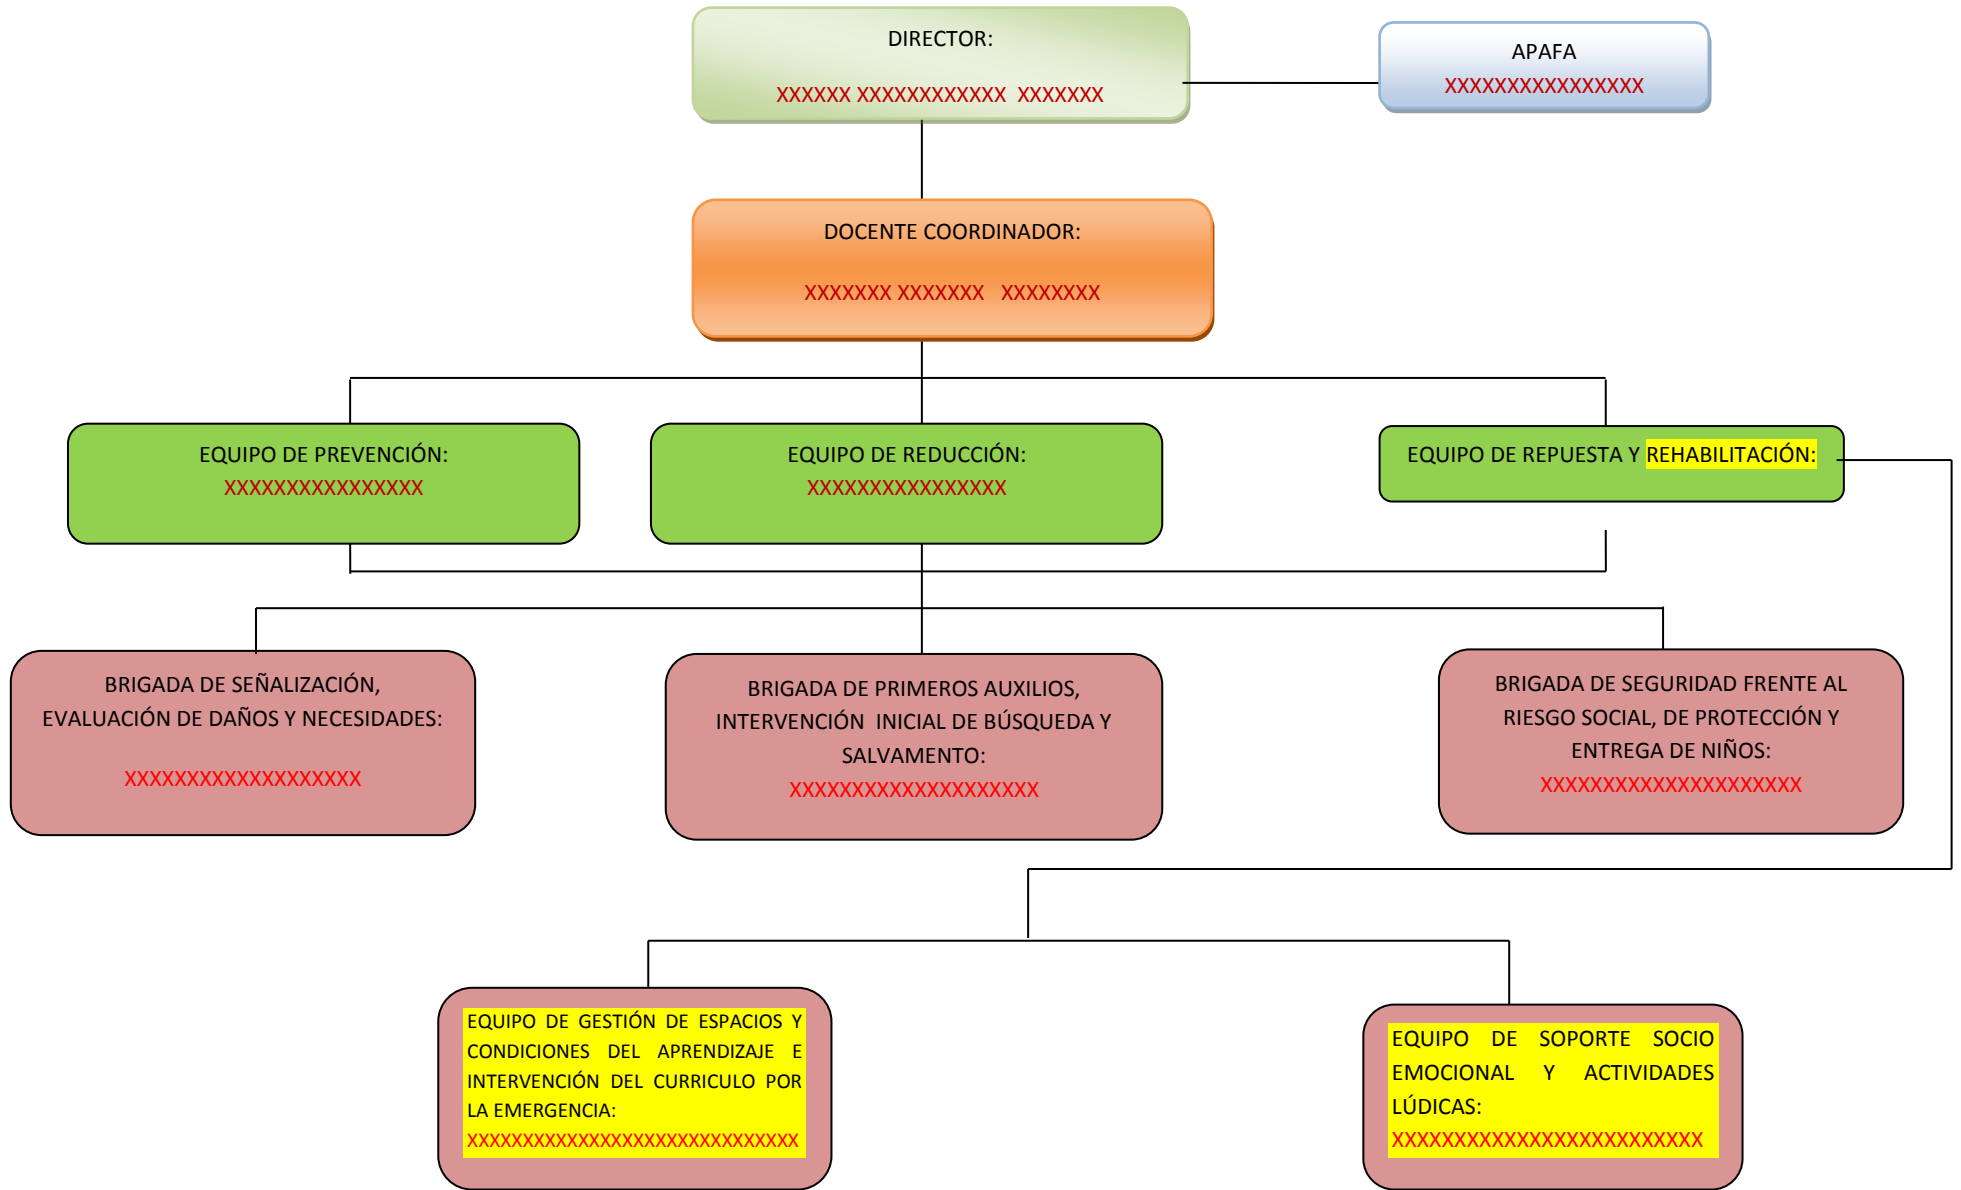 DIRECTOR:
XXXXXX XXXXXXXXXXXX  XXXXXXX
APAFA
XXXXXXXXXXXXXXXX
DOCENTE COORDINADOR:
XXXXXXX XXXXXXX   XXXXXXXX
EQUIPO DE PREVENCIÓN:
XXXXXXXXXXXXXXXX
EQUIPO DE REDUCCIÓN:
XXXXXXXXXXXXXXXX
EQUIPO DE REPUESTA Y REHABILITACIÓN:
BRIGADA DE SEÑALIZACIÓN,
EVALUACIÓN DE DAÑOS Y NECESIDADES:
XXXXXXXXXXXXXXXXXXX
BRIGADA DE PRIMEROS AUXILIOS,
INTERVENCIÓN  INICIAL DE BÚSQUEDA Y
SALVAMENTO:
XXXXXXXXXXXXXXXXXXXX
BRIGADA DE SEGURIDAD FRENTE AL
RIESGO SOCIAL, DE PROTECCIÓN Y
ENTREGA DE NIÑOS:
XXXXXXXXXXXXXXXXXXXXX
EQUIPO DE GESTIÓN DE ESPACIOS Y
CONDICIONES DEL APRENDIZAJE E
INTERVENCIÓN DEL CURRICULO POR
LA EMERGENCIA:
XXXXXXXXXXXXXXXXXXXXXXXXXXXXXX
EQUIPO DE SOPORTE SOCIO
EMOCIONAL Y ACTIVIDADES
LÚDICAS:
XXXXXXXXXXXXXXXXXXXXXXXXX